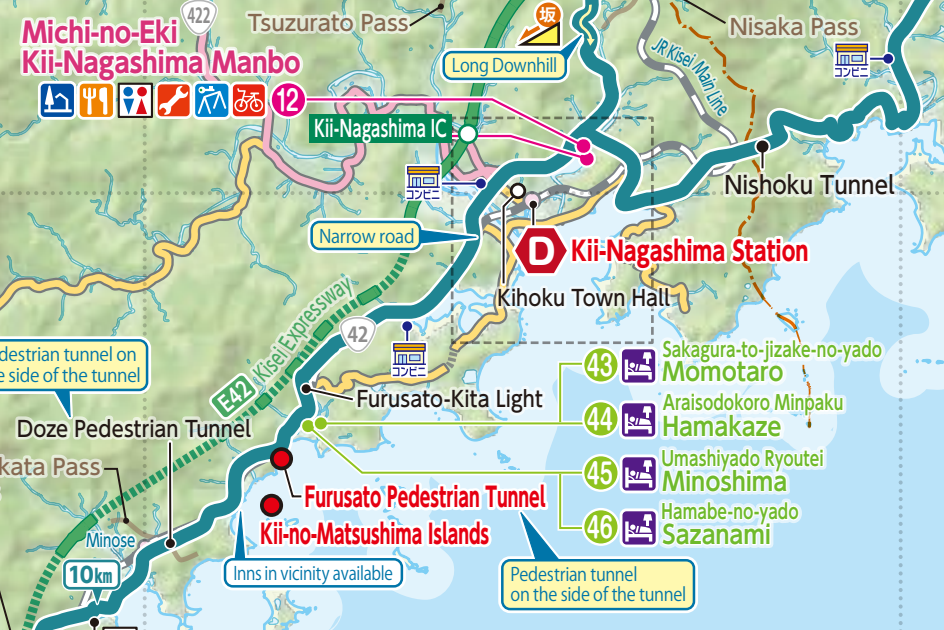 422
Tsuzurato Pass
坂
Nisaka Pass
Michi-no-Eki
Kii-Nagashima Manbo
12
Long Downhill
JR Kisei Main Line
コンビニ
Kii-Nagashima IC
コンビニ
Nishoku Tunnel
Narrow road
D
Kii-Nagashima Station
Kihoku Town Hall
Kisei Expressway
42
コンビニ
E42
destrian tunnel on
e side of the tunnel
Furusato-Kita Light
43
Sakagura-to-jizake-no-yado
Momotaro
44
Araisodokoro Minpaku
Hamakaze
45
Umashiyado Ryoutei
Minoshima
46
Hamabe-no-yado
Sazanami
Doze Pedestrian Tunnel
kata Pass
Furusato Pedestrian Tunnel
Kii-no-Matsushima Islands
Minose
10km
Inns in vicinity available
Pedestrian tunnel
on the side of the tunnel